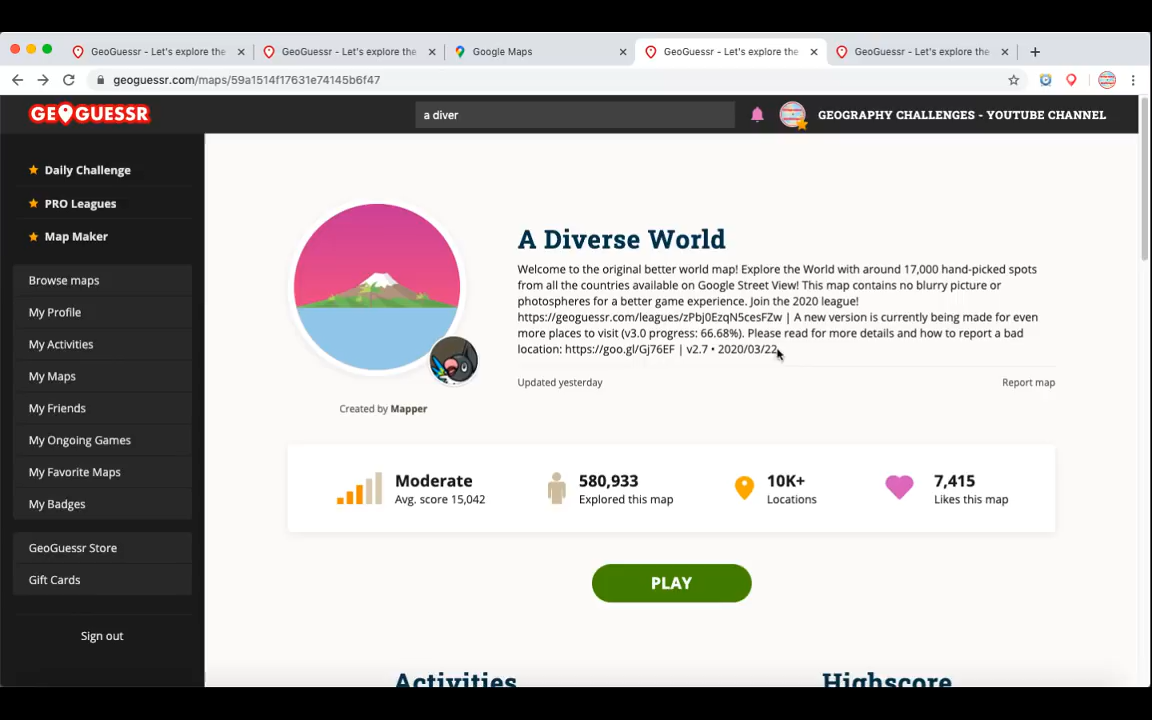 GeoGuessr - Let's explore the
GeoGuessr - Let's explore the
Google Maps
GeoGuessr - Let's explore the
GeoGuessr - Let's explore the
geoguessr.com/maps/59a1514f17631e74145b6f47
GEOGUESSR
a diver
GEOGRAPHY CHALLENGES - YOUTUBE CHANNEL
Daily Challenge
PRO Leagues
Map Maker
Browse maps
My Profile
My Activities
My Maps
My Friends
My Ongoing Games
My Favorite Maps
My Badges
GeoGuessr Store
Gift Cards
Sign out
A Diverse World
Welcome to the original better world map! Explore the World with around 17,000 hand-picked spots
from all the countries available on Google Street View! This map contains no blurry picture or
photospheres for a better game experience. Join the 2020 league!
https://geoguessr.com/leagues/zPbj0EzqN5cesFZw | A new version is currently being made for even
more places to visit (v3.0 progress: 66.68%). Please read for more details and how to report a bad
location: https://goo.gl/Gj76EF | v2.7 • 2020/03/22
Updated yesterday
Report map
Created by Mapper
Moderate
Avg. score 15,042
580,933
Explored this map
10K+
Locations
7,415
Likes this map
PLAY
Activities
Highscore